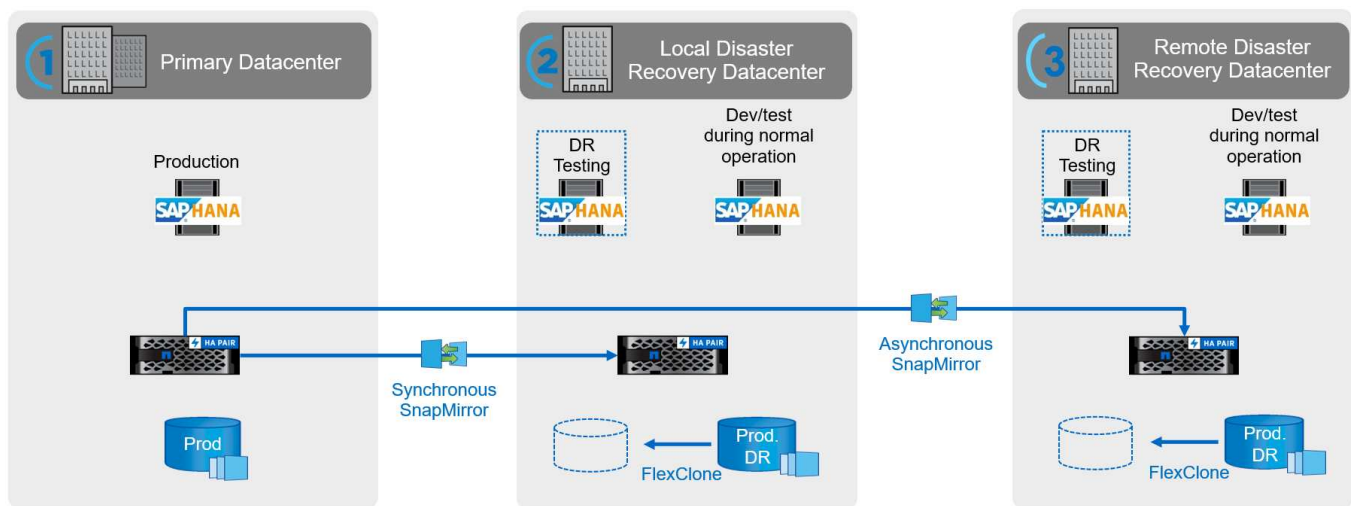 1
Primary Datacenter
Production
SAP HANA
HA PAIR
Prod
Synchronous
SnapMirror
2
Local Disaster
Recovery Datacenter
DR
Testing
SAP HANA
Dev/test
during normal
operation
SAP HANA
HA PAIR
FlexClone
Prod.
DR
Asynchronous
SnapMirror
3
Remote Disaster
Recovery Datacenter
DR
Testing
SAP HANA
Dev/test
during normal
operation
SAP HANA
HA PAIR
FlexClone
Prod.
DR